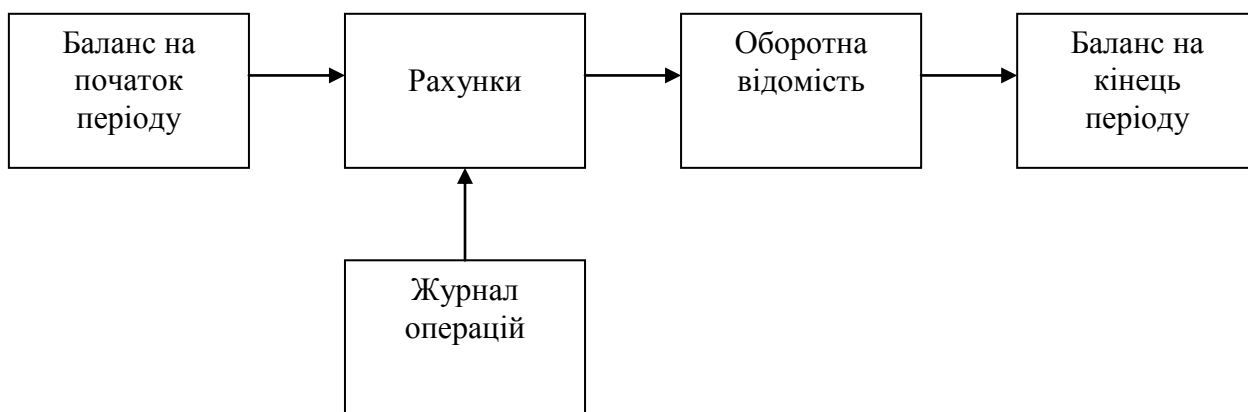 Баланс на
початок
періоду
Рахунки
Оборотна
відомість
Баланс на
кінець
періоду
Журнал
операцій